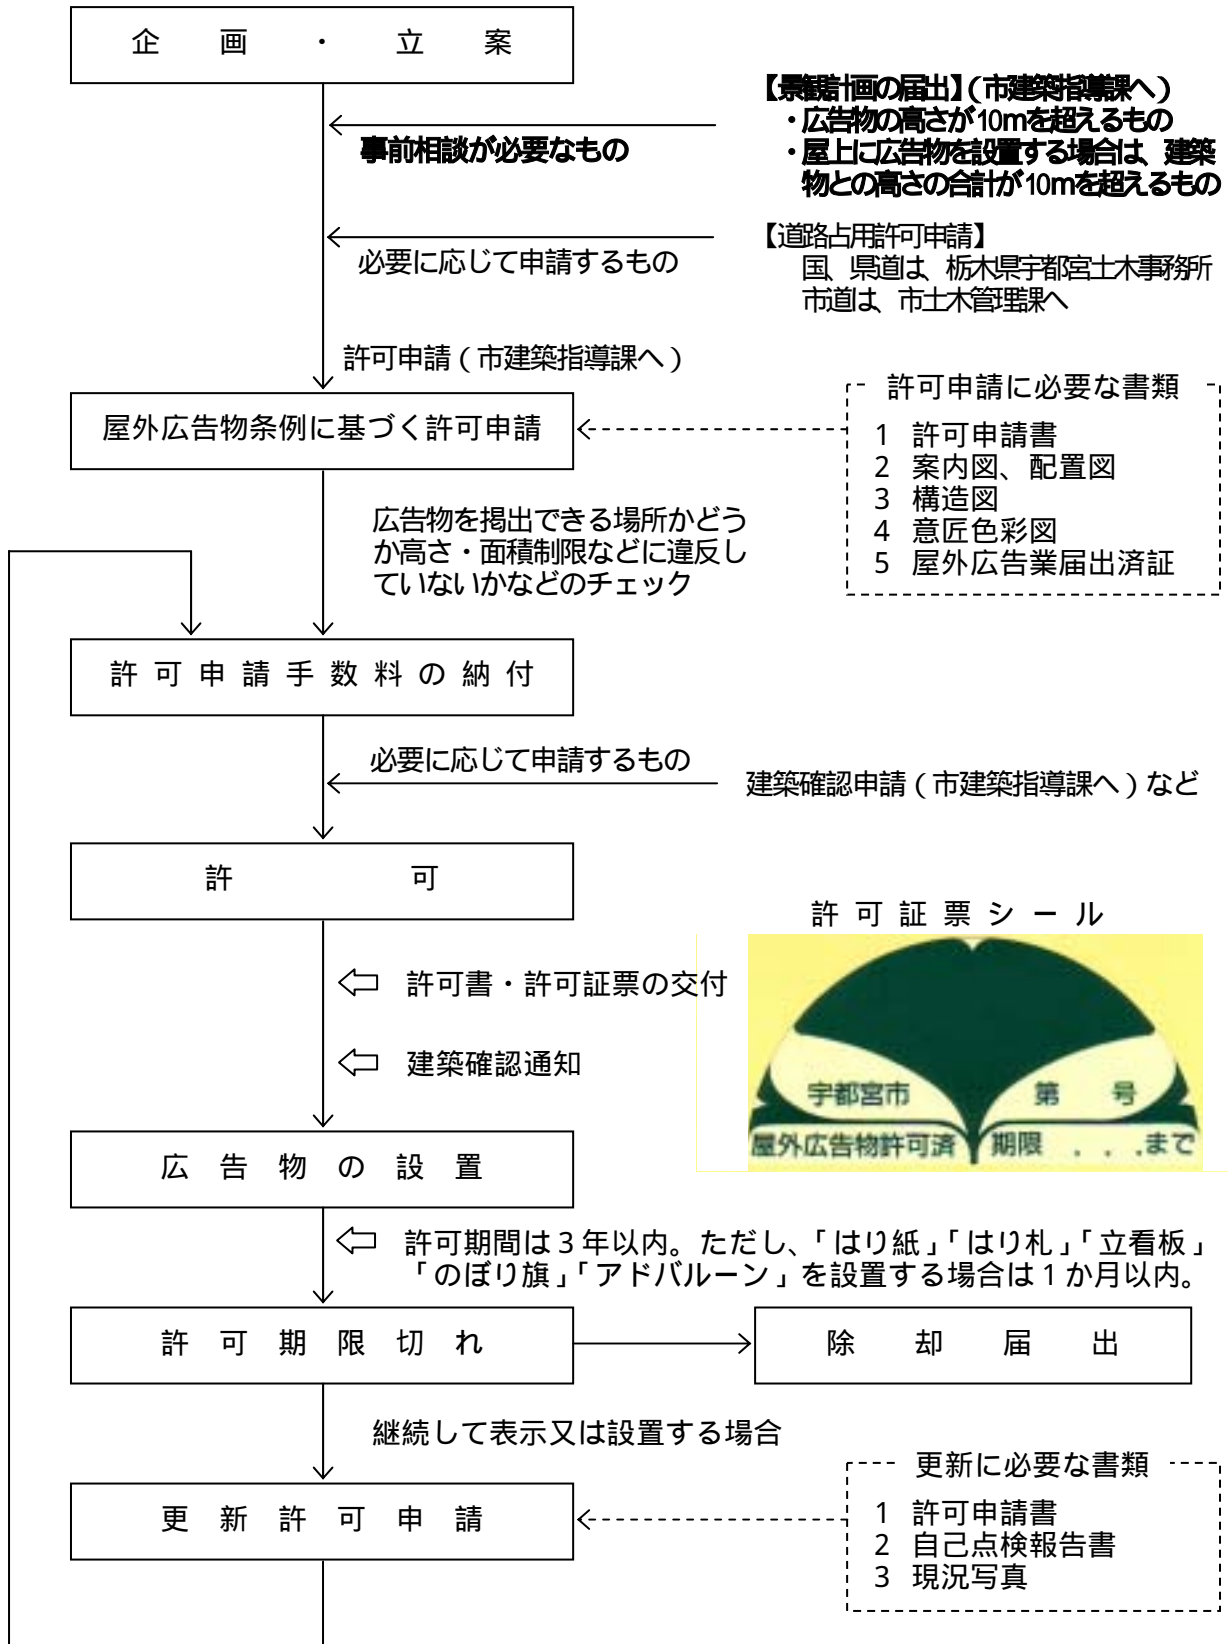 企画・立案
【景観計画の届出】(市建築指導課へ)
・広告物の高さが10mを超えるもの
・屋上に広告物を設置する場合は、建築
物との高さの合計が10mを超えるもの
事前相談が必要なもの
【道路占用許可申請】
国、県道は、栃木県宇都宮土木事務所
市道は、市土木管理課へ
必要に応じて申請するもの
許可申請(市建築指導課へ)
屋外広告物条例に基づく許可申請
許可申請に必要な書類
1 許可申請書
2 案内図、配置図
3 構造図
4 意匠色彩図
5 屋外広告業届出済証
広告物を掲出できる場所かどう
か高さ・面積制限などに違反し
ていないかなどのチェック
許可申請手数料の納付
必要に応じて申請するもの
建築確認申請(市建築指導課へ)など
許可
許可証票シール
許可書・許可証票の交付
建築確認通知
宇都宮市 第 号
屋外広告物許可済 期限 . . .まで
広告物の設置
許可期間は3年以内。ただし、「はり紙」「はり札」「立看板」
「のぼり旗」「アドバルーン」を設置する場合は1か月以内。
許可期限切れ
除却届出
継続して表示又は設置する場合
更新許可申請
更新に必要な書類
1 許可申請書
2 自己点検報告書
3 現況写真